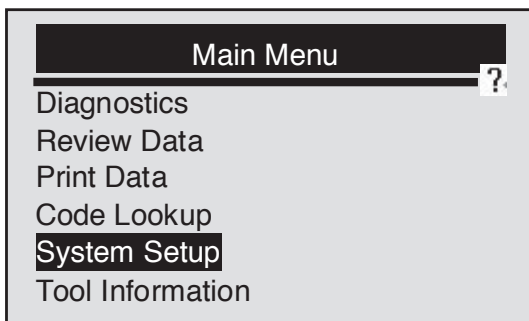 Main Menu
?
Diagnostics
Review Data
Print Data
Code Lookup
System Setup
Tool Information